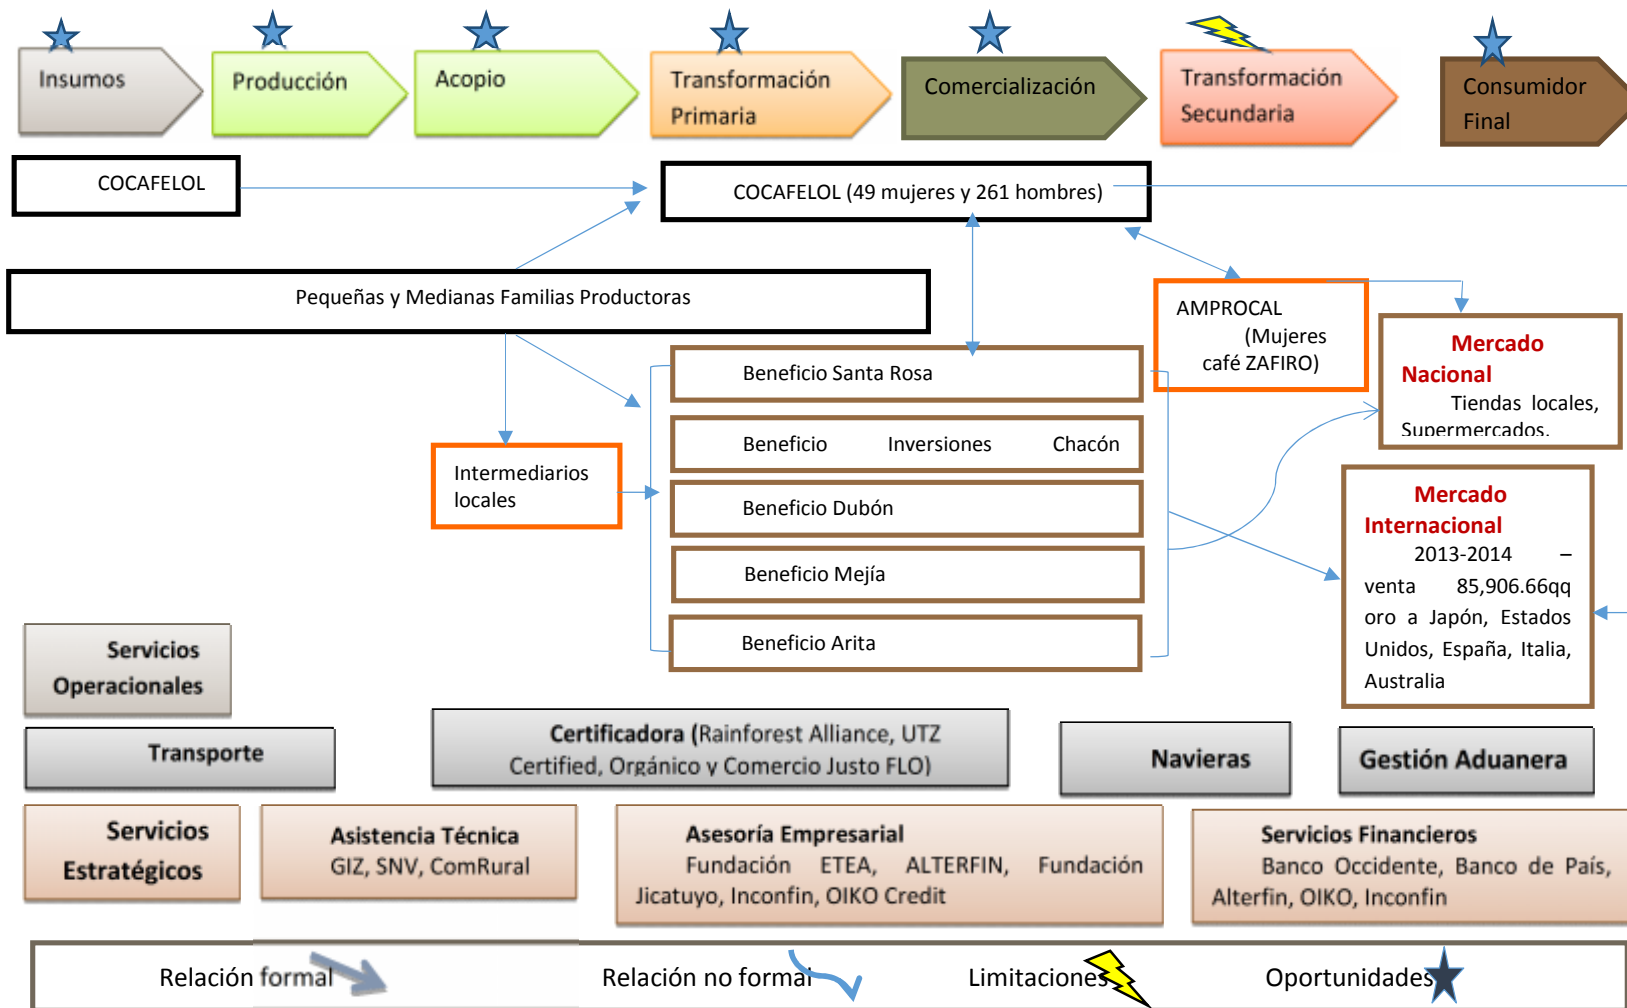 Insumos
Producción
Acopio
Transformación
Primaria
Comercialización
Transformación
Secundaria
Consumidor
Final
COCAFELOL
COCAFELOL (49 mujeres y 261 hombres)
Pequeñas y Medianas Familias Productoras
AMPROCAL
(Mujeres
café ZAFIRO)
Mercado
Nacional
Tiendas locales,
Supermercados.
Beneficio Santa Rosa
Beneficio Inversiones Chacón
Intermediarios
locales
Beneficio Dubón
Beneficio Mejía
Beneficio Arita
Mercado
Internacional
2013-2014 –
venta 85,906.66qq
oro a Japón, Estados
Unidos, España, Italia,
Australia
Servicios
Operacionales
Transporte
Certificadora (Rainforest Alliance, UTZ
Certified, Orgánico y Comercio Justo FLO)
Navieras
Gestión Aduanera
Servicios
Estratégicos
Asistencia Técnica
GIZ, SNV, ComRural
Asesoría Empresarial
Fundación ETEA, ALTERFIN, Fundación
Jicatuyo, Inconfin, OIKO Credit
Servicios Financieros
Banco Occidente, Banco de País,
Alterfin, OIKO, Inconfin
Relación formal
Relación no formal
Limitaciones
Oportunidades